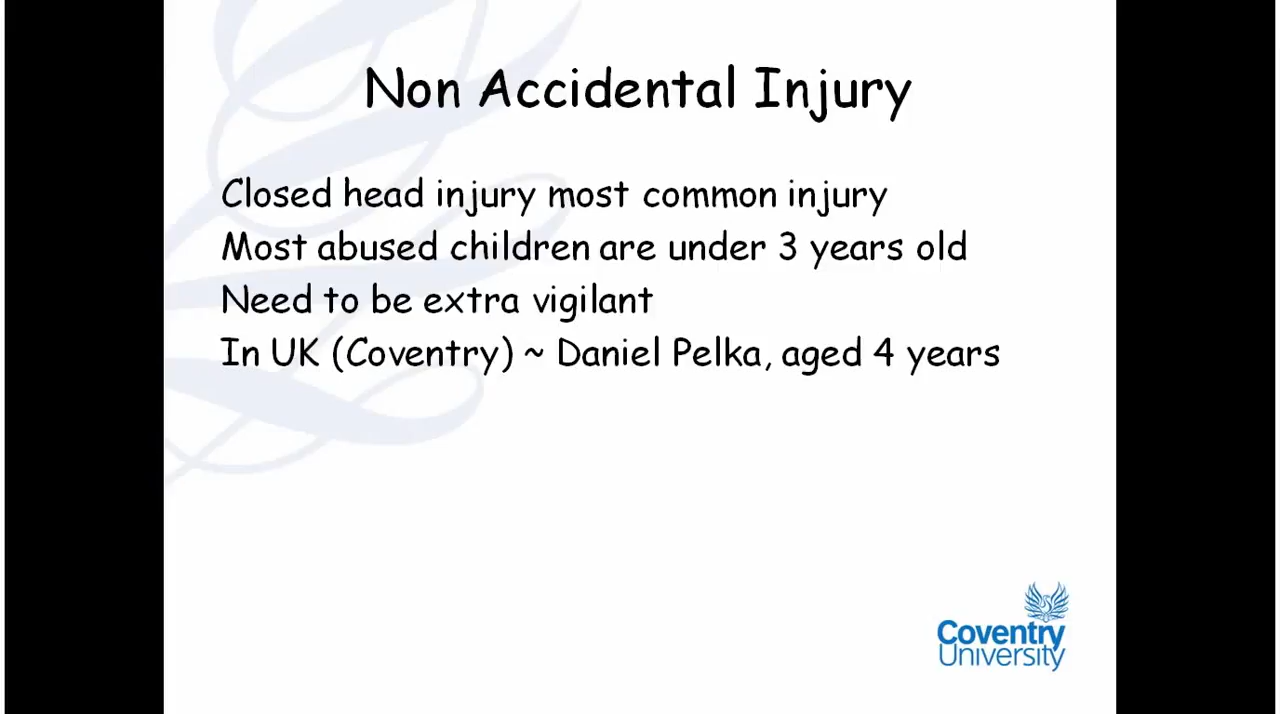 Non Accidental Injury
Closed head injury most common injury
Most abused children are under 3 years old
Need to be extra vigilant
In UK (Coventry) ~ Daniel Pelka, aged 4 years
Coventry
University